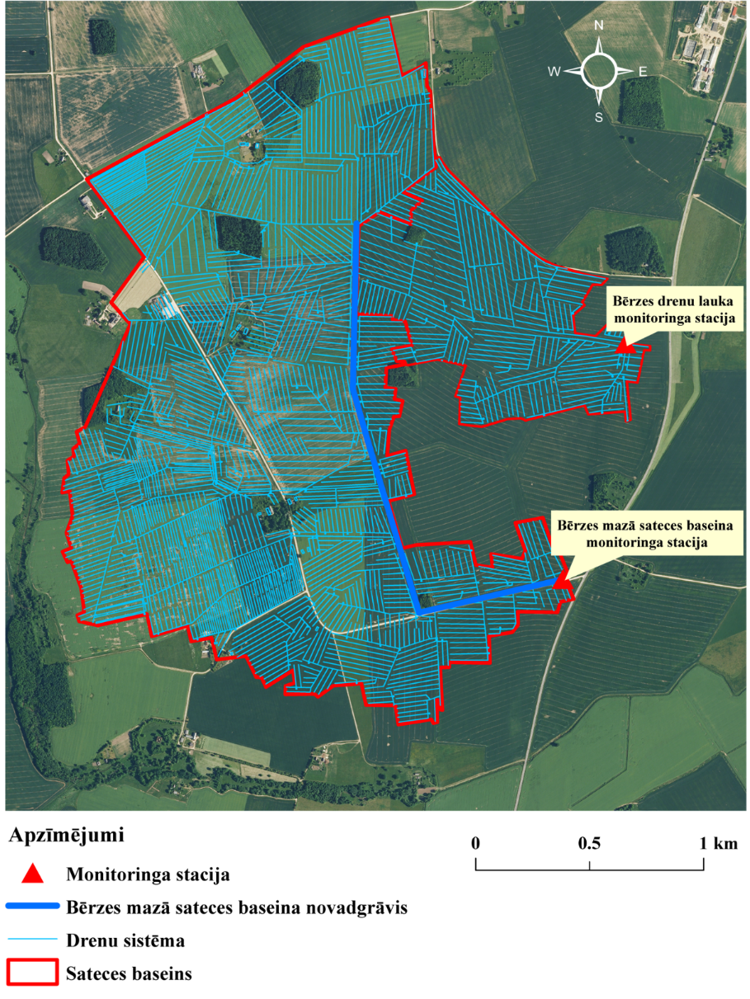 N
W E
S
Bērzes drenu lauka
monitoringa stacija
Bērzes mazā sateces baseina
monitoringa stacija
Apzīmējumi
0 0.5 1 km
Monitoringa stacija
Bērzes mazā sateces baseina novadgrāvis
Drenu sistēma
Sateces baseins